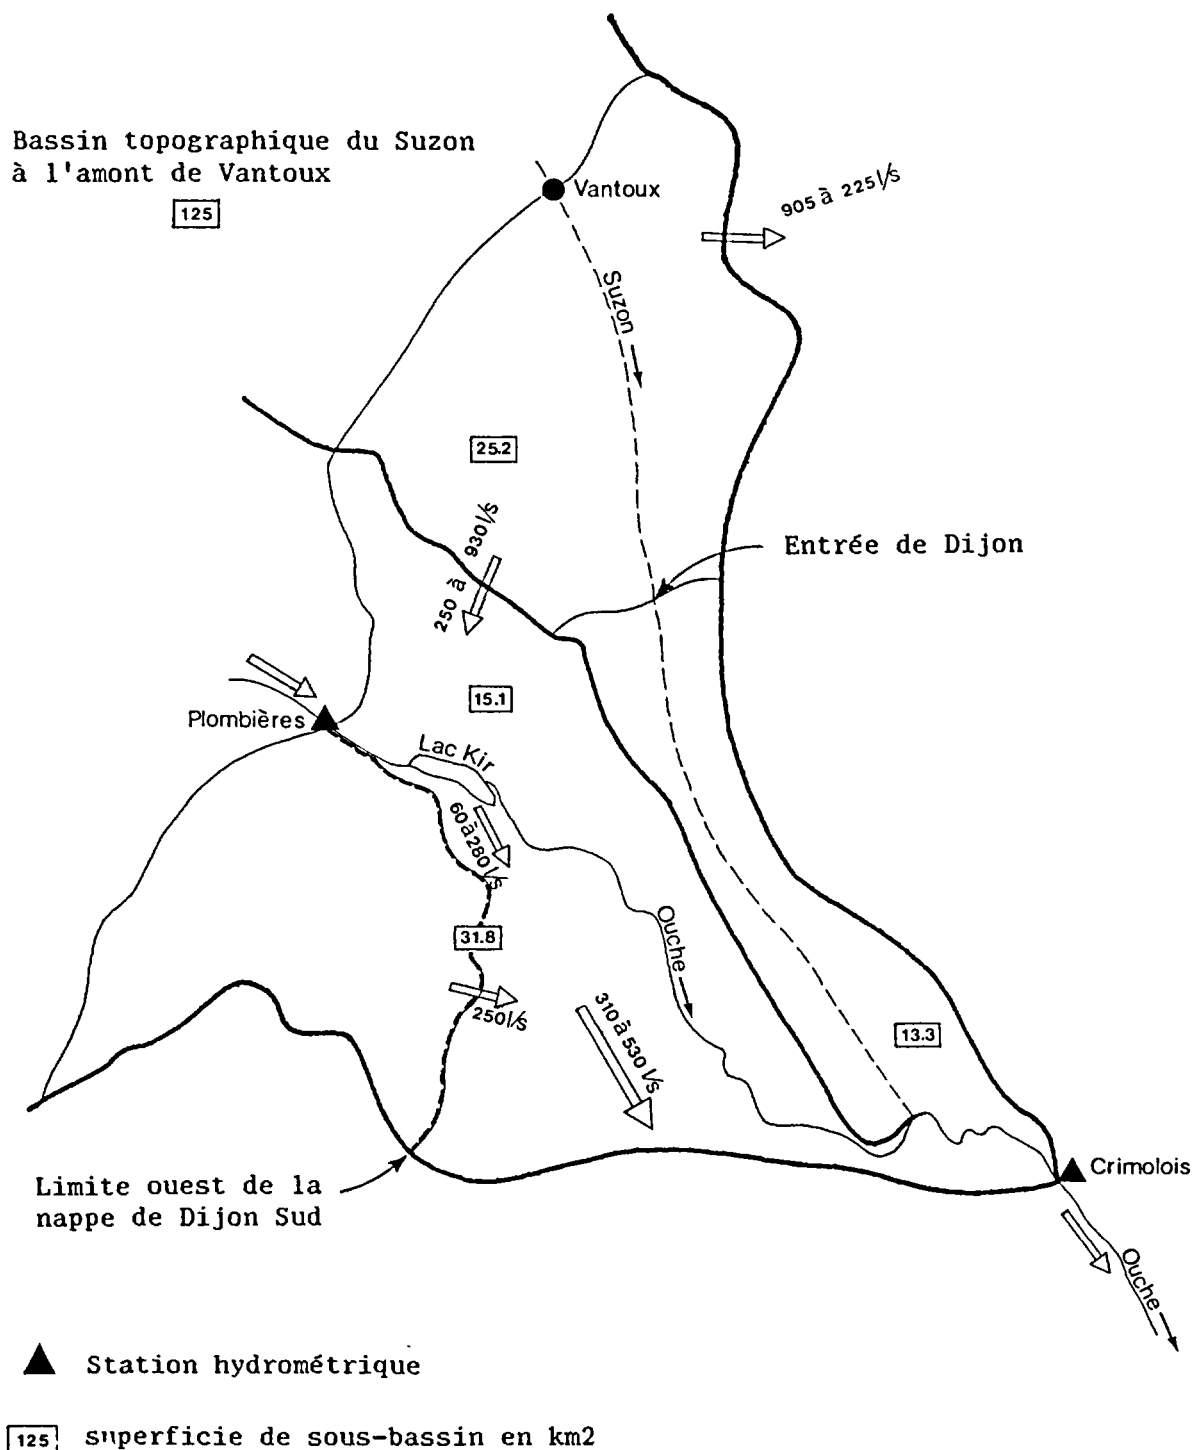 Bassin topographique du Suzon
à l'amont de Vantoux
125
Vantoux
905 à 225 l/s
Suzon
25.2
250 à 930 l/s
Entrée de Dijon
15.1
Plombières
Lac Kir
60 à 280 l/s
31.8
Ouche
250 l/s
310 à 530 l/s
13.3
Crimolois
Limite ouest de la
nappe de Dijon Sud
Ouche
Station hydrométrique
125 superficie de sous-bassin en km2